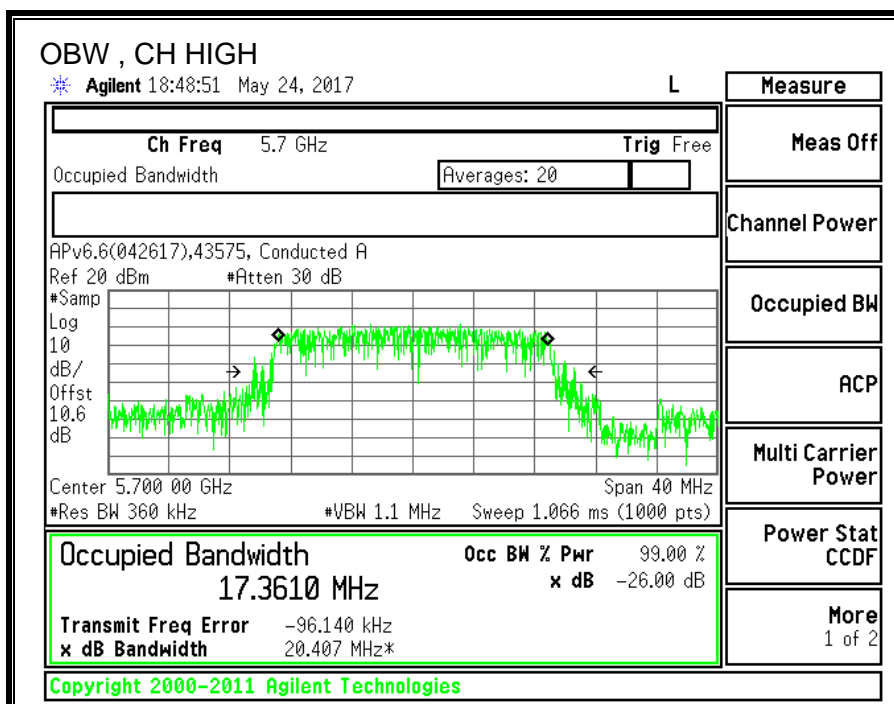 OBW , CH HIGH
Agilent 18:48:51 May 24, 2017 L Measure
Ch Freq 5.7 GHz Trig Free
Occupied Bandwidth Averages: 20
APv6.6(042617),43575, Conducted A
Ref 20 dBm #Atten 30 dB
#Samp
Log
10
dB/
Offst
10.6
dB
Center 5.700 00 GHz Span 40 MHz
#Res BW 360 kHz #VBW 1.1 MHz Sweep 1.066 ms (1000 pts)
Occupied Bandwidth Occ BW % Pwr 99.00 %
17.3610 MHz x dB -26.00 dB
Transmit Freq Error -96.140 kHz
x dB Bandwidth 20.407 MHz*
Copyright 2000-2011 Agilent Technologies
Meas Off
Channel Power
Occupied BW
ACP
Multi Carrier
Power
Power Stat
CCDF
More
1 of 2